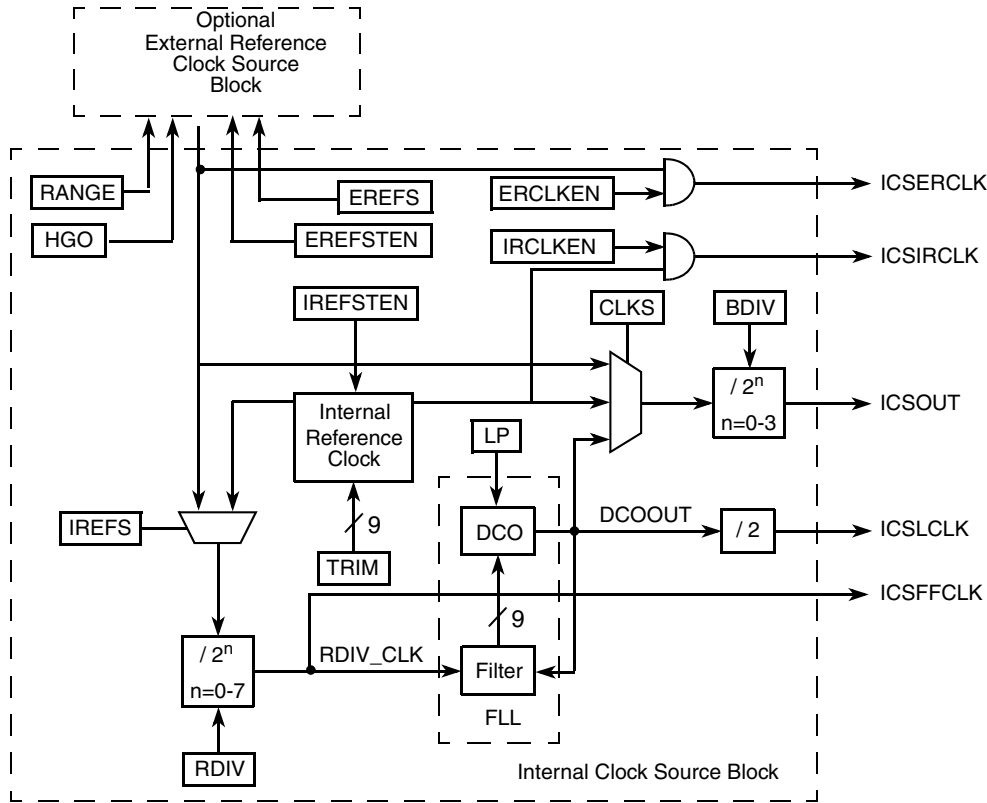 Optional
External Reference
Clock Source
Block
RANGE
HGO
EREFS
EREFSTEN
ERCLKEN
ICSERCLK
IRCLKEN
ICSIRCLK
IREFSTEN
CLKS
BDIV
Internal
Reference
Clock
/ 2ⁿ
n=0-3
ICSOUT
LP
IREFS
9
TRIM
DCO
DCOOUT
/ 2
ICSLCLK
ICSFFCLK
9
/ 2ⁿ
n=0-7
RDIV_CLK
Filter
FLL
RDIV
Internal Clock Source Block